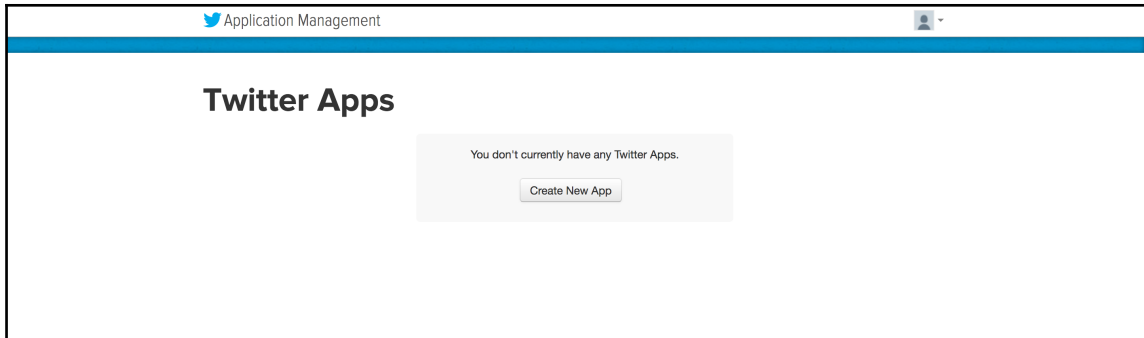 Application Management
Twitter Apps
You don't currently have any Twitter Apps.
Create New App